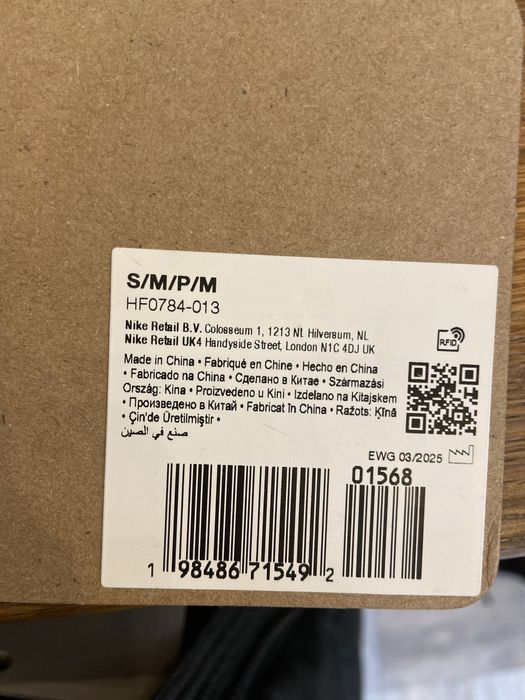 S/M/P/M
HF0784-013
Nike Retail B.V. Colosseum 1, 1213 NL Hilversum, NL
Nike Retail UK4 Handyside Street, London N1C 4DJ UK
RFID
Made in China • Fabriqué en Chine • Hecho en China
• Fabricado na China • Сделано в Китае • Származási
Ország: Kina • Proizvedeno u Kini • Izdelano na Kitajskem
• Произведено в Китай • Fabricat în China • Ražots: Ķīnā
• Çin'de Üretilmiştir •
صنع في الصين
EWG 03/2025
01568
1 98486 71549 2